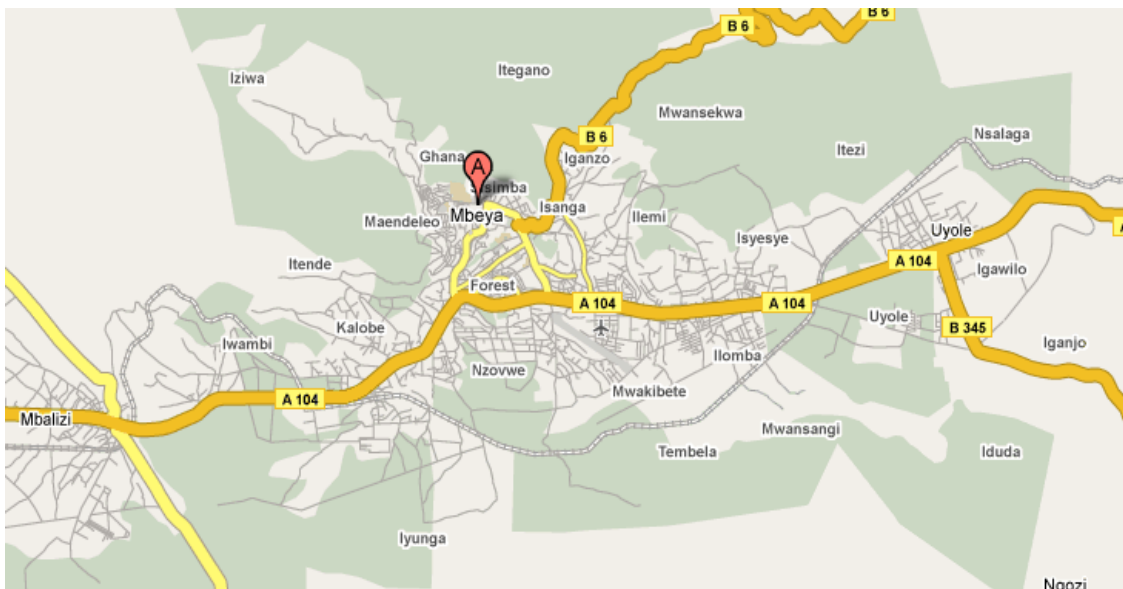 B 6
B 6
Itegano
Iziwa
Mwansekwa
B 6
Nsalaga
Itezi
Ghana
A
Iganzo
Sisimba
Isanga
Mbeya
Maendeleo
Ilemi
Isyesye
Uyole
A 104
Itende
Igawilo
Forest
A 104
A 104
Uyole
Kalobe
B 345
Iwambi
Iganjo
Ilomba
Nzovwe
Mwakibete
A 104
Mbalizi
Mwansangi
Tembela
Iduda
Iyunga
Ngozi